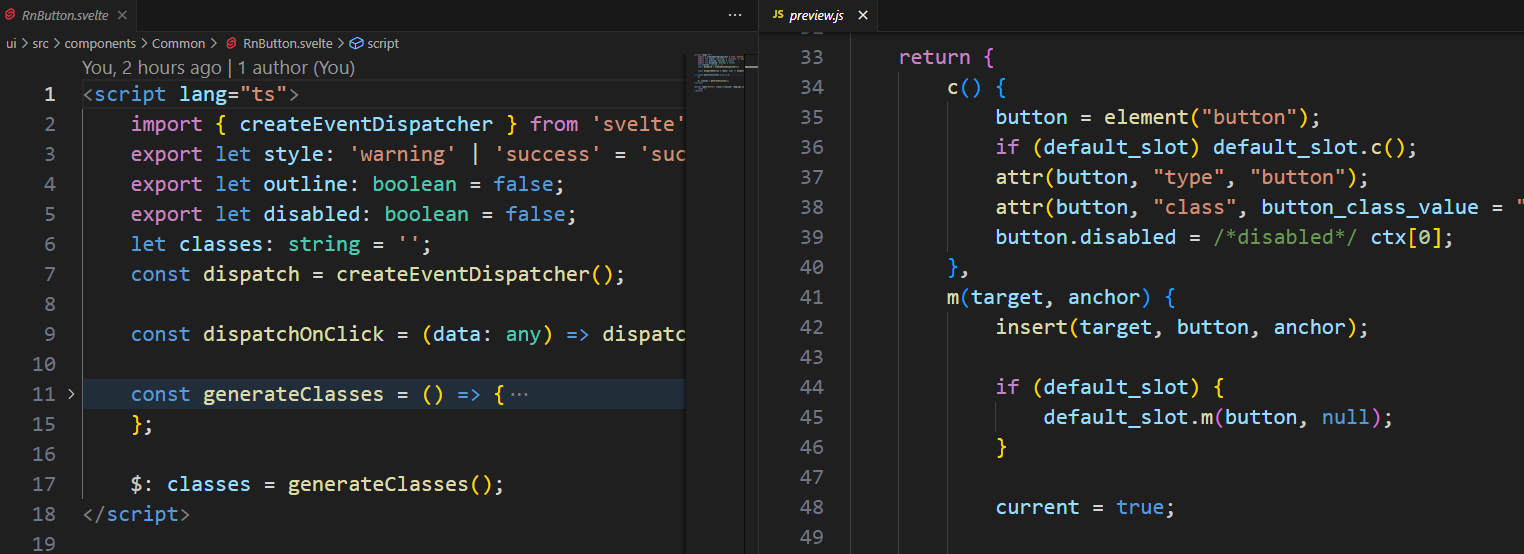 RnButton.svelte
ui > src > components > Common > RnButton.svelte > script
You, 2 hours ago | 1 author (You)
1 <script lang="ts">
2 import { createEventDispatcher } from 'svelte'
3 export let style: 'warning' | 'success' = 'suc
4 export let outline: boolean = false;
5 export let disabled: boolean = false;
6 let classes: string = '';
7 const dispatch = createEventDispatcher();
8
9 const dispatchOnClick = (data: any) => dispatc
10
11 const generateClasses = () => {⋯
15 };
16
17 $: classes = generateClasses();
18 </script>
19
JS preview.js
33 return {
34 c() {
35 button = element("button");
36 if (default_slot) default_slot.c();
37 attr(button, "type", "button");
38 attr(button, "class", button_class_value = "
39 button.disabled = /*disabled*/ ctx[0];
40 },
41 m(target, anchor) {
42 insert(target, button, anchor);
43
44 if (default_slot) {
45 default_slot.m(button, null);
46 }
47
48 current = true;
49